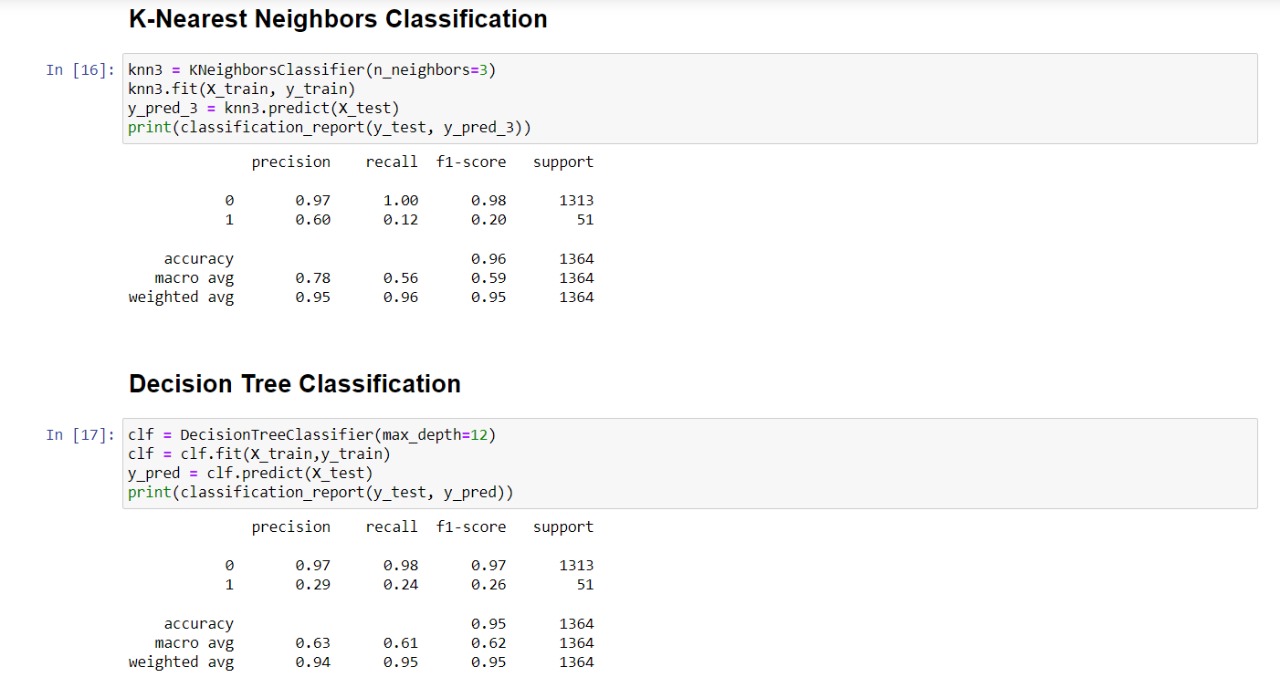 K-Nearest Neighbors Classification
In [16]: knn3 = KNeighborsClassifier(n_neighbors=3)
knn3.fit(X_train, y_train)
y_pred_3 = knn3.predict(X_test)
print(classification_report(y_test, y_pred_3))
precision recall f1-score support
0 0.97 1.00 0.98 1313
1 0.60 0.12 0.20 51
accuracy 0.96 1364
macro avg 0.78 0.56 0.59 1364
weighted avg 0.95 0.96 0.95 1364
Decision Tree Classification
In [17]: clf = DecisionTreeClassifier(max_depth=12)
clf = clf.fit(X_train,y_train)
y_pred = clf.predict(X_test)
print(classification_report(y_test, y_pred))
precision recall f1-score support
0 0.97 0.98 0.97 1313
1 0.29 0.24 0.26 51
accuracy 0.95 1364
macro avg 0.63 0.61 0.62 1364
weighted avg 0.94 0.95 0.95 1364